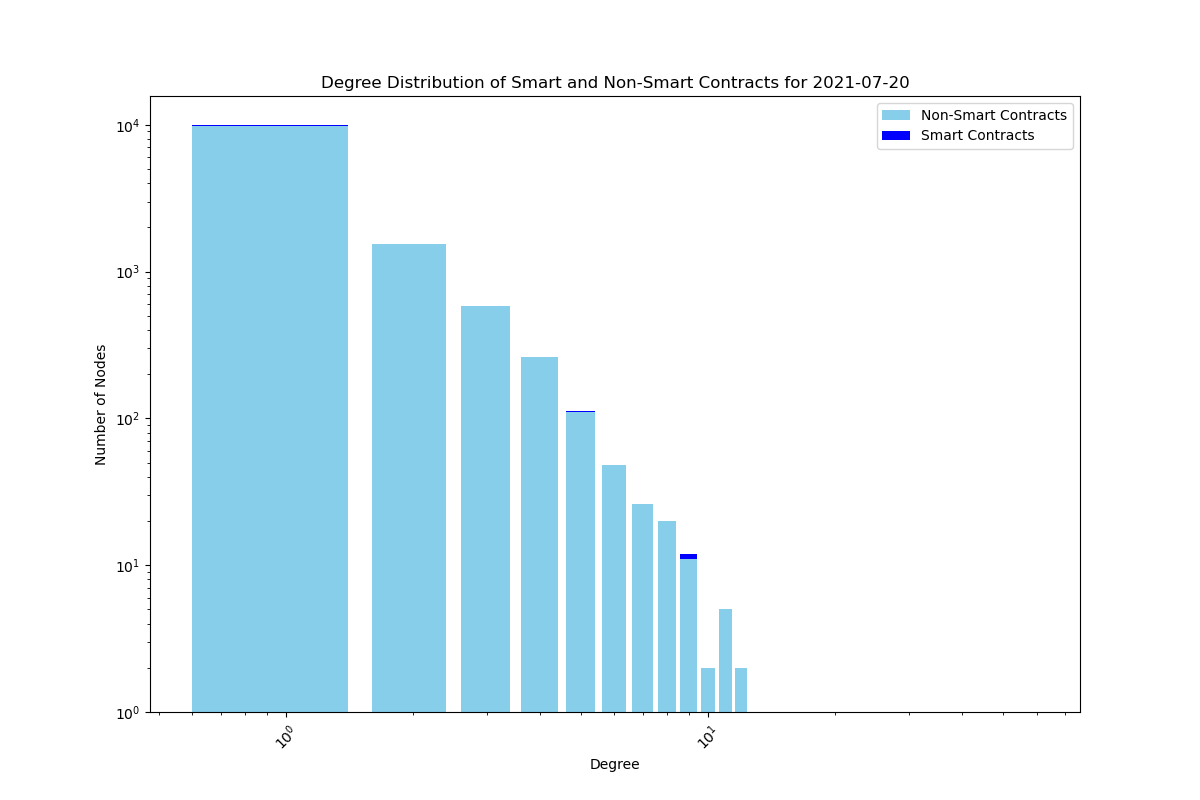 Degree Distribution of Smart and Non-Smart Contracts for 2021-07-20
Non-Smart Contracts
Smart Contracts
Number of Nodes
10⁴
10³
10²
10¹
10⁰
10⁰
10¹
Degree